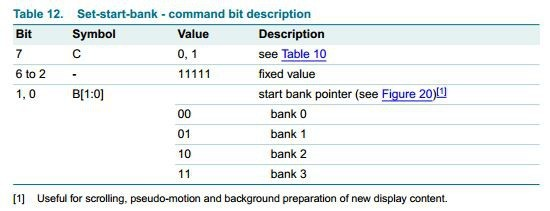 Table 12. Set-start-bank - command bit description
Bit Symbol Value Description
7 C 0, 1 see Table 10
6 to 2 - 11111 fixed value
1, 0 B[1:0] start bank pointer (see Figure 20)[1]
00 bank 0
01 bank 1
10 bank 2
11 bank 3
[1] Useful for scrolling, pseudo-motion and background preparation of new display content.